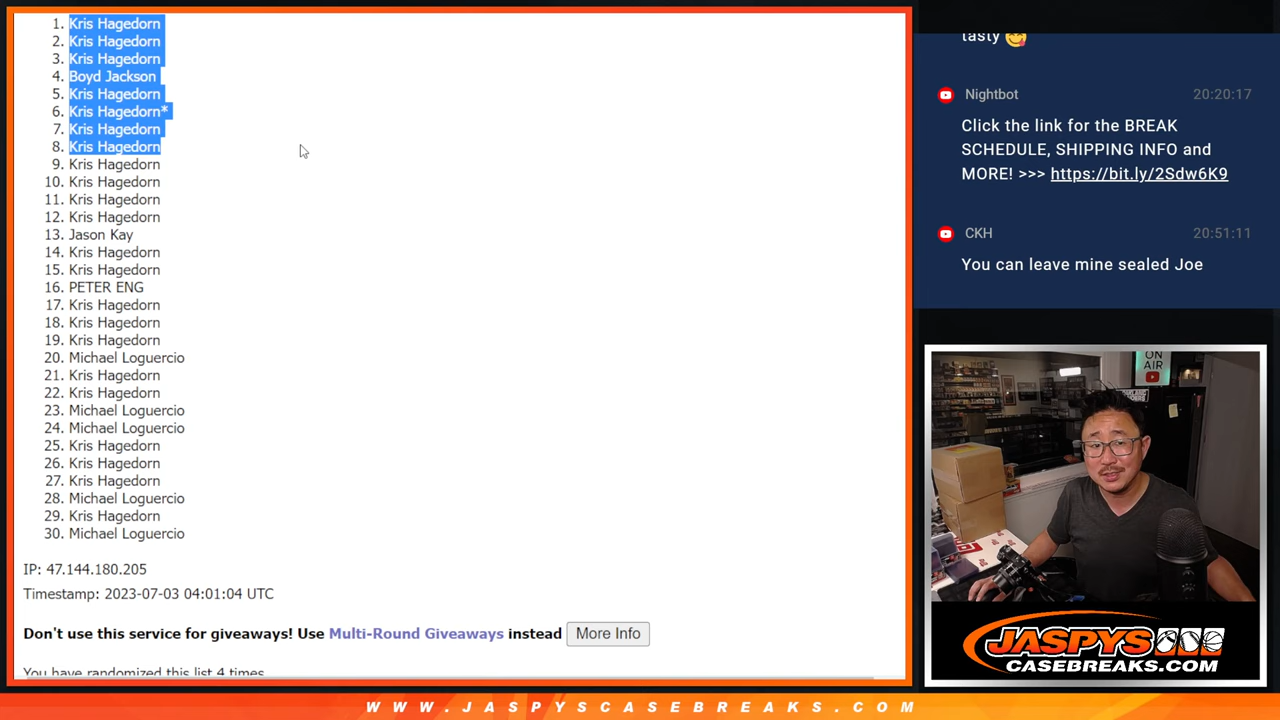 1. Kris Hagedorn
2. Kris Hagedorn
3. Kris Hagedorn
4. Boyd Jackson
5. Kris Hagedorn
6. Kris Hagedorn*
7. Kris Hagedorn
8. Kris Hagedorn
9. Kris Hagedorn
10. Kris Hagedorn
11. Kris Hagedorn
12. Kris Hagedorn
13. Jason Kay
14. Kris Hagedorn
15. Kris Hagedorn
16. PETER ENG
17. Kris Hagedorn
18. Kris Hagedorn
19. Kris Hagedorn
20. Michael Loguercio
21. Kris Hagedorn
22. Kris Hagedorn
23. Michael Loguercio
24. Michael Loguercio
25. Kris Hagedorn
26. Kris Hagedorn
27. Kris Hagedorn
28. Michael Loguercio
29. Kris Hagedorn
30. Michael Loguercio
IP: 47.144.180.205
Timestamp: 2023-07-03 04:01:04 UTC
Don't use this service for giveaways! Use Multi-Round Giveaways instead More Info
You have randomized this list 4 times
tasty 😋
Nightbot 20:20:17
Click the link for the BREAK
SCHEDULE, SHIPPING INFO and
MORE! >>> https://bit.ly/2Sdw6K9
CKH 20:51:11
You can leave mine sealed Joe
ON
AIR
JASPYS
CASEBREAKS.COM
WWW.JASPYSCASEBREAKS.COM